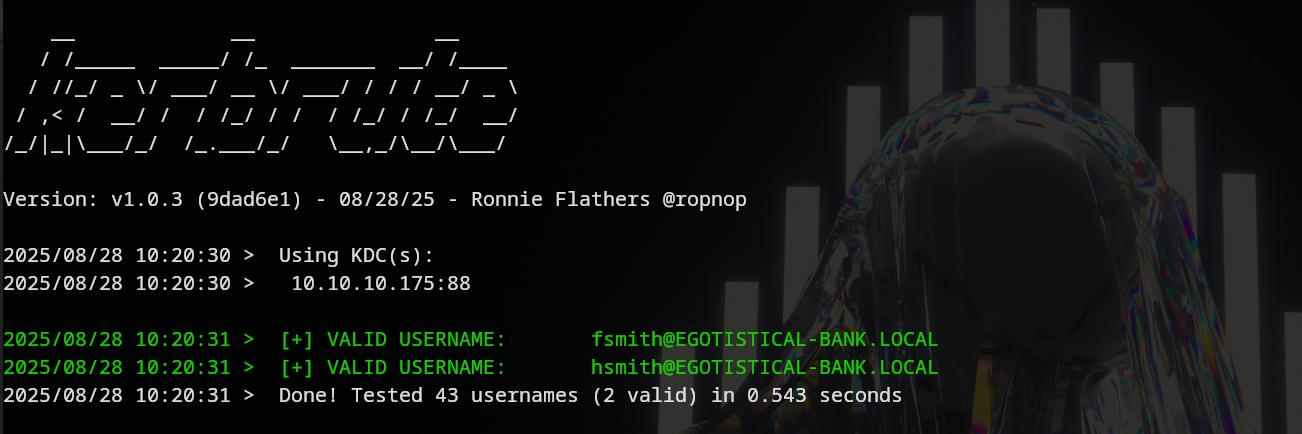 __             __               __
   / /_____  _____/ /_  _______  __/ /____
  / //_/ _ \/ ___/ __ \/ ___/ / / / __/ _ \
 / ,< /  __/ /  / /_/ / /  / /_/ / /_/  __/
/_/|_|\___/_/  /_.___/_/   \__,_/\__/\___/
Version: v1.0.3 (9dad6e1) - 08/28/25 - Ronnie Flathers @ropnop
2025/08/28 10:20:30 >  Using KDC(s):
2025/08/28 10:20:30 >   10.10.10.175:88
2025/08/28 10:20:31 >  [+] VALID USERNAME:       fsmith@EGOTISTICAL-BANK.LOCAL
2025/08/28 10:20:31 >  [+] VALID USERNAME:       hsmith@EGOTISTICAL-BANK.LOCAL
2025/08/28 10:20:31 >  Done! Tested 43 usernames (2 valid) in 0.543 seconds